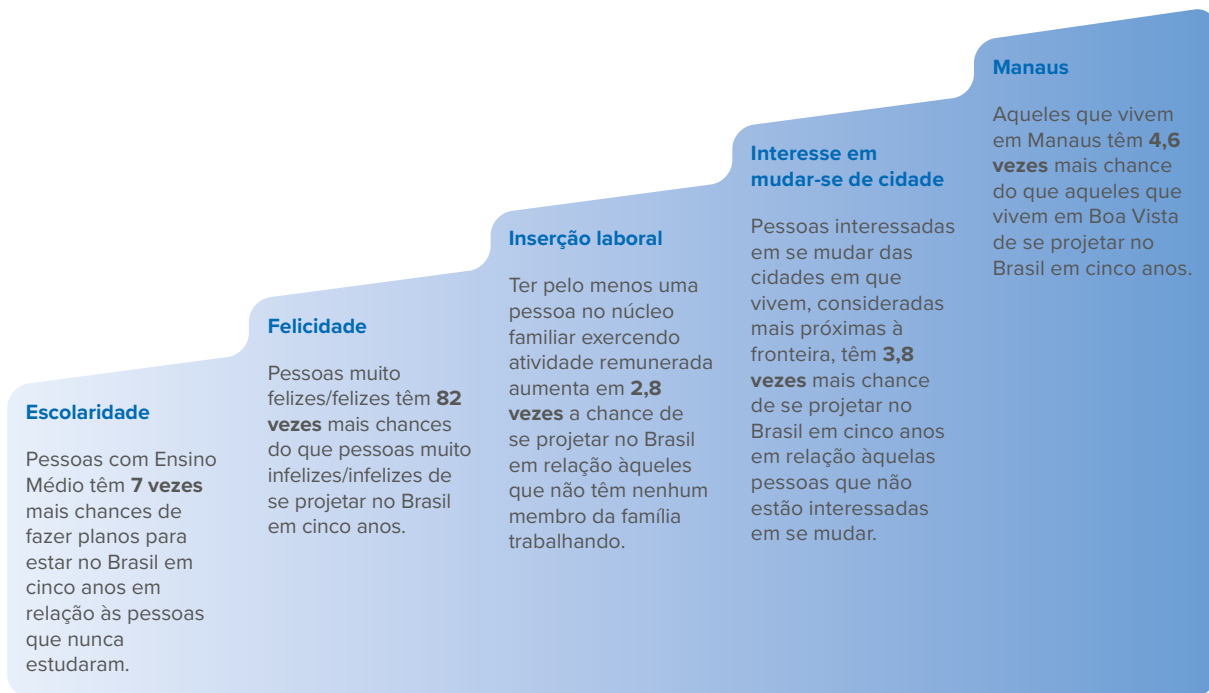 Escolaridade
Pessoas com Ensino
Médio têm 7 vezes
mais chances de
fazer planos para
estar no Brasil em
cinco anos em
relação às pessoas
que nunca
estudaram.
Felicidade
Pessoas muito
felizes/felizes têm 82
vezes mais chances
do que pessoas muito
infelizes/infelizes de
se projetar no Brasil
em cinco anos.
Inserção laboral
Ter pelo menos uma
pessoa no núcleo
familiar exercendo
atividade remunerada
aumenta em 2,8
vezes a chance de
se projetar no Brasil
em relação àqueles
que não têm nenhum
membro da família
trabalhando.
Interesse em
mudar-se de cidade
Pessoas interessadas
em se mudar das
cidades em que
vivem, consideradas
mais próximas à
fronteira, têm 3,8
vezes mais chance
de se projetar no
Brasil em cinco anos
em relação àquelas
pessoas que não
estão interessadas
em se mudar.
Manaus
Aqueles que vivem
em Manaus têm 4,6
vezes mais chance
do que aqueles que
vivem em Boa Vista
de se projetar no
Brasil em cinco anos.